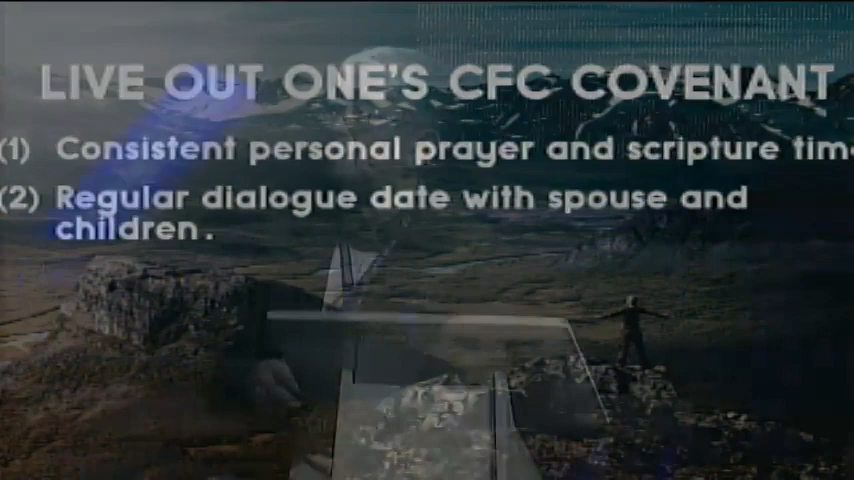 LIVE OUT ONE'S CFC COVENANT
(1) Consistent personal prayer and scripture tim
(2) Regular dialogue date with spouse and
children.